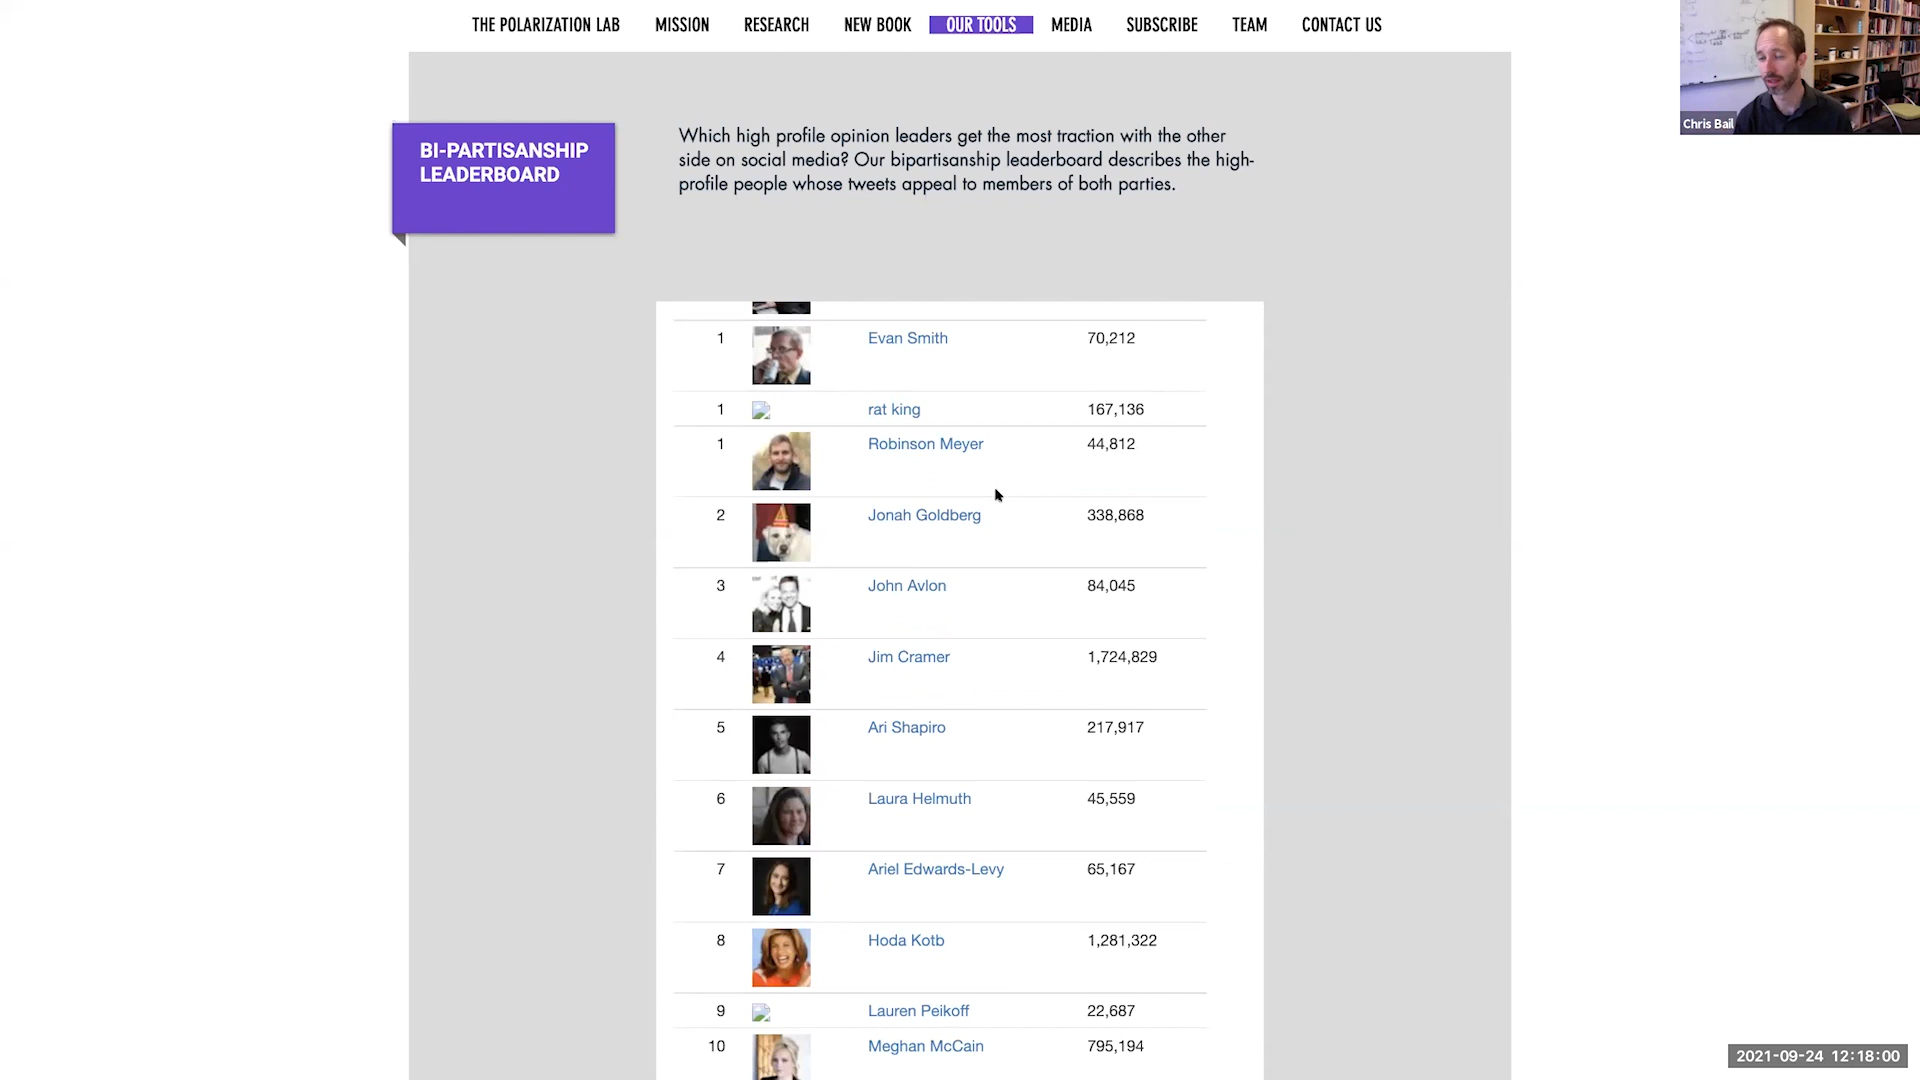 THE POLARIZATION LAB MISSION RESEARCH NEW BOOK OUR TOOLS MEDIA SUBSCRIBE TEAM CONTACT US
Chris Bail
BI-PARTISANSHIP
LEADERBOARD
Which high profile opinion leaders get the most traction with the other
side on social media? Our bipartisanship leaderboard describes the high-
profile people whose tweets appeal to members of both parties.
1 Evan Smith 70,212
1 rat king 167,136
1 Robinson Meyer 44,812
2 Jonah Goldberg 338,868
3 John Avlon 84,045
4 Jim Cramer 1,724,829
5 Ari Shapiro 217,917
6 Laura Helmuth 45,559
7 Ariel Edwards-Levy 65,167
8 Hoda Kotb 1,281,322
9 Lauren Peikoff 22,687
10 Meghan McCain 795,194
2021-09-24 12:18:00